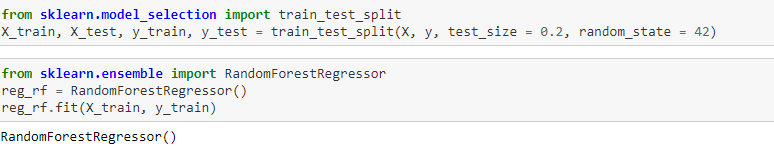 from sklearn.model_selection import train_test_split
X_train, X_test, y_train, y_test = train_test_split(X, y, test_size = 0.2, random_state = 42)
from sklearn.ensemble import RandomForestRegressor
reg_rf = RandomForestRegressor()
reg_rf.fit(X_train, y_train)
RandomForestRegressor()